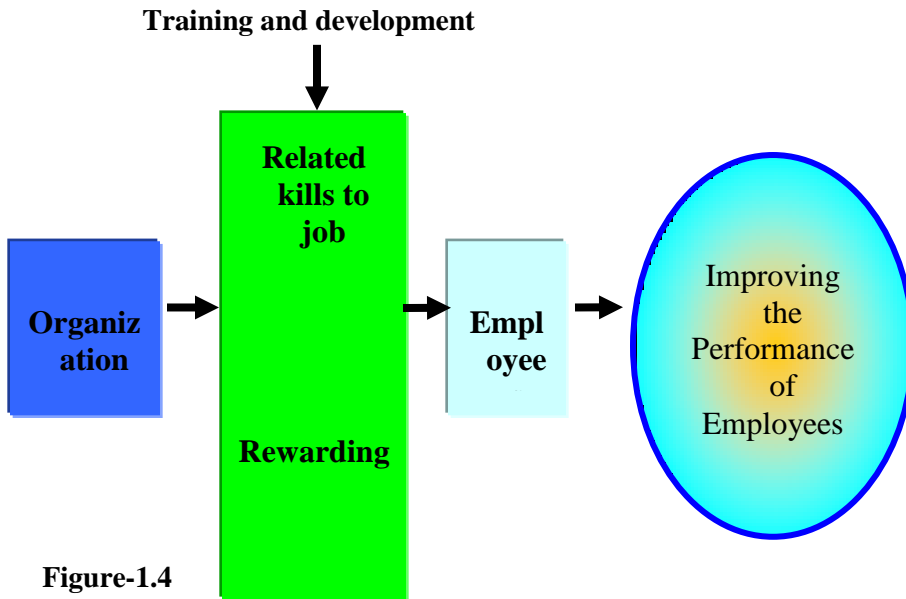 Training and development
Related
kills to
job
Organiz
ation
Rewarding
Empl
oyee
Improving
the
Performance
of
Employees
Figure-1.4